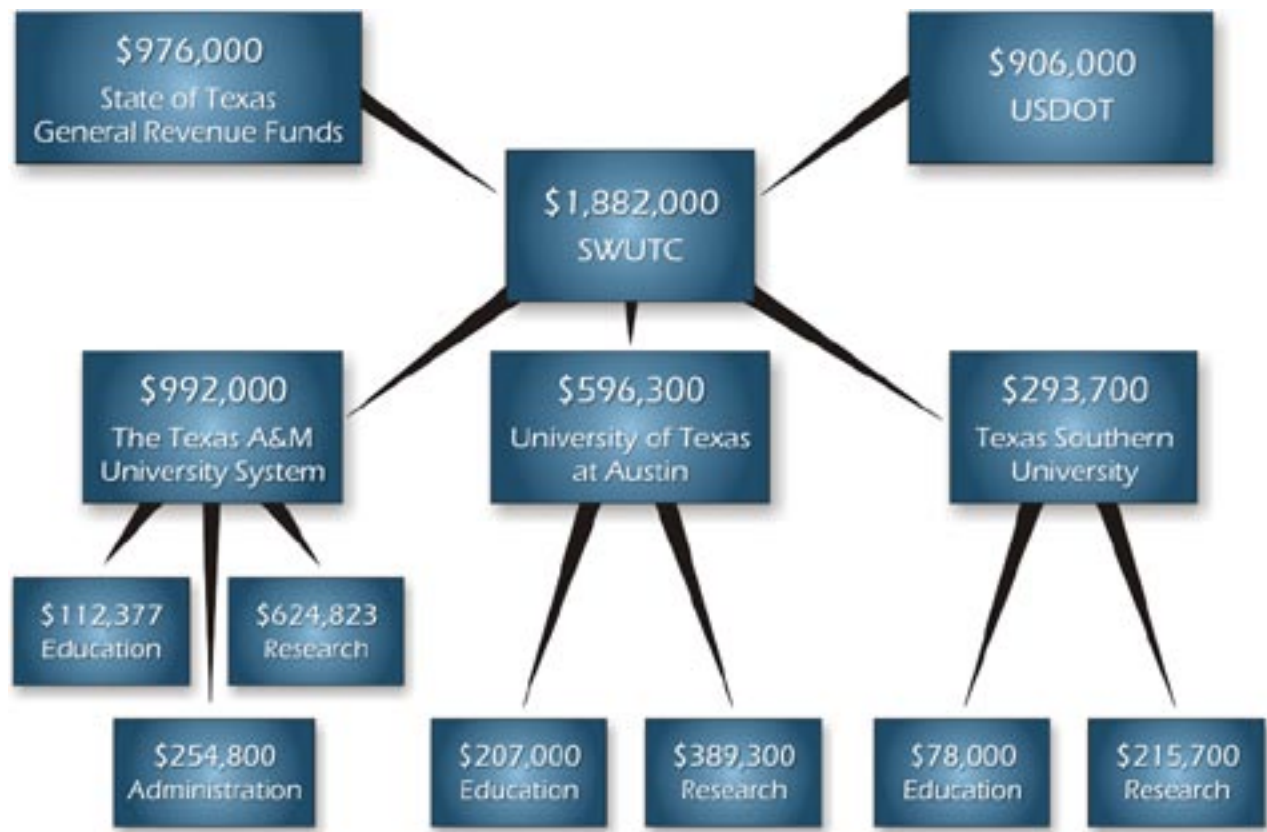 $976,000
State of Texas
General Revenue Funds
$906,000
USDOT
$1,882,000
SWUTC
$992,000
The Texas A&M
University System
$596,300
University of Texas
at Austin
$293,700
Texas Southern
University
$112,377
Education
$624,823
Research
$254,800
Administration
$207,000
Education
$389,300
Research
$78,000
Education
$215,700
Research